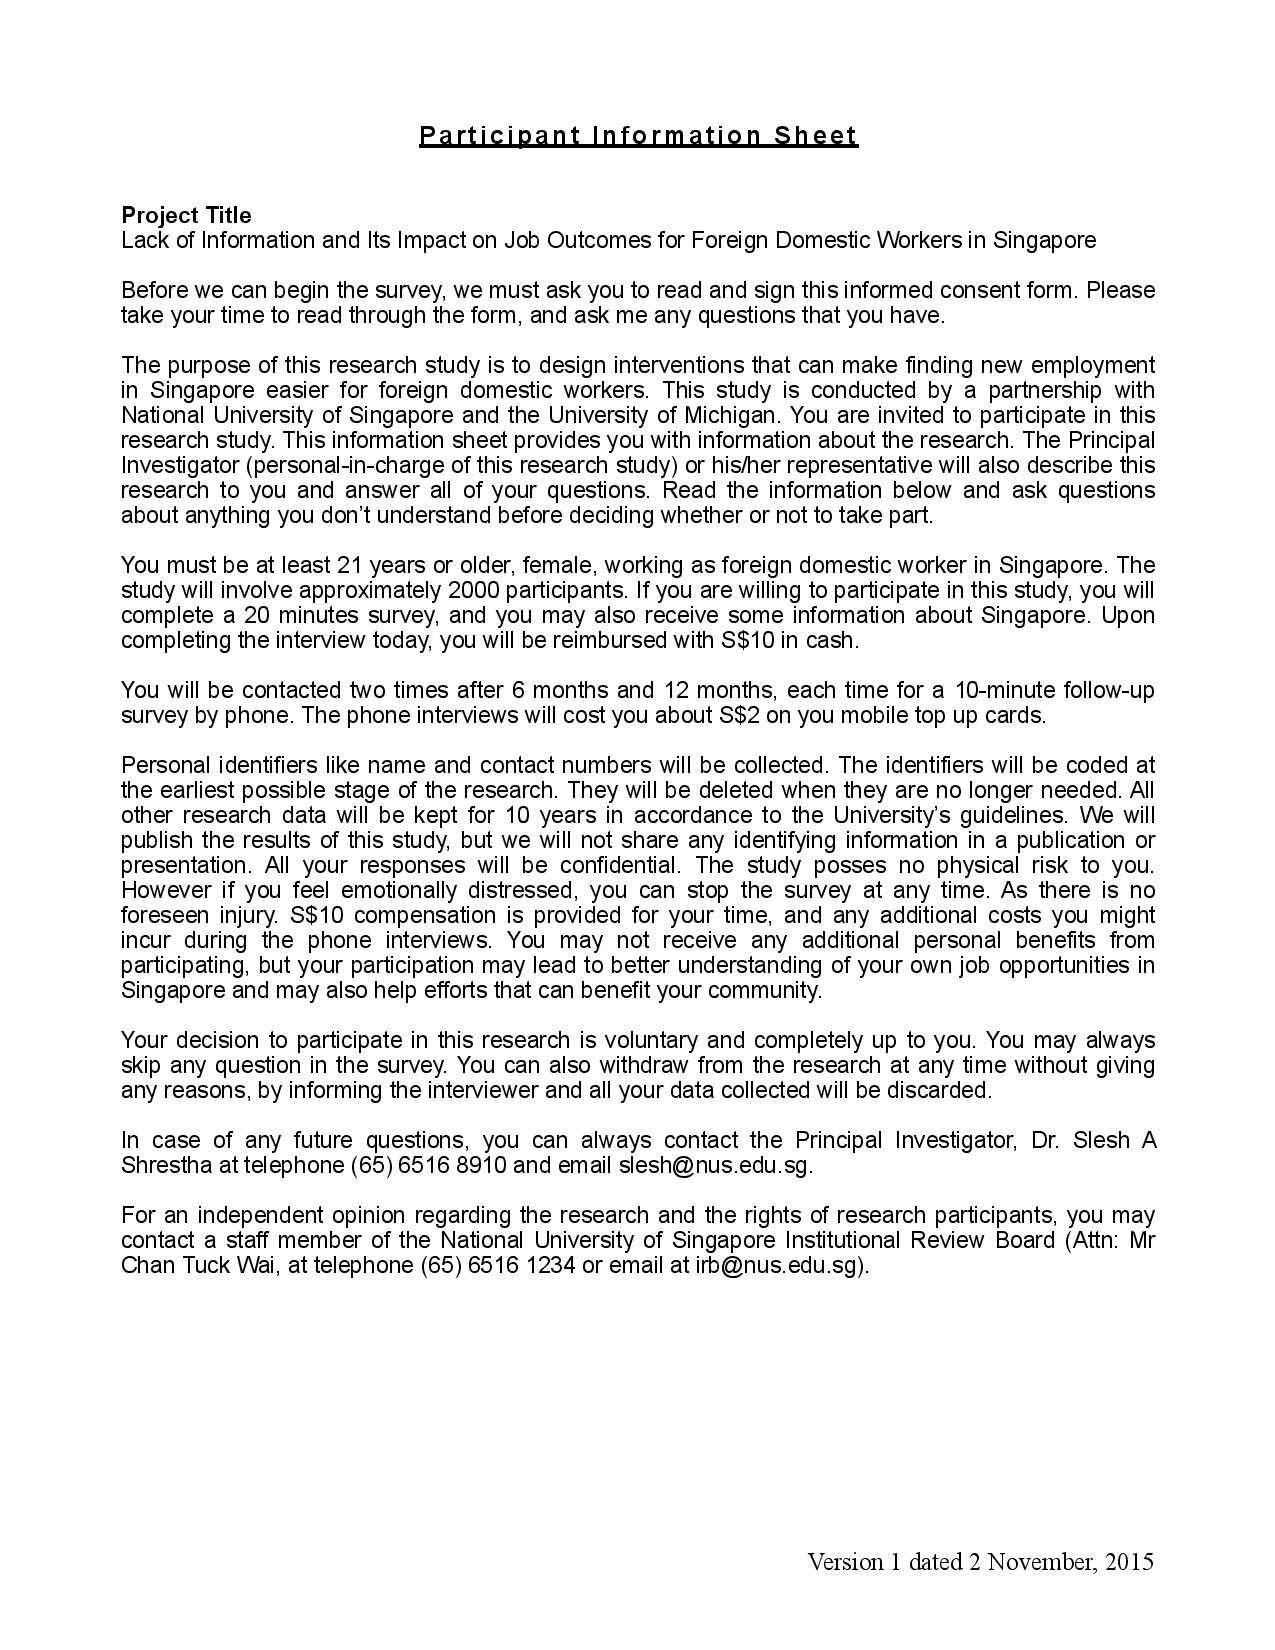 Participant Information Sheet
Project Title
Lack of Information and Its Impact on Job Outcomes for Foreign Domestic Workers in Singapore
Before we can begin the survey, we must ask you to read and sign this informed consent form. Please
take your time to read through the form, and ask me any questions that you have.
The purpose of this research study is to design interventions that can make finding new employment
in Singapore easier for foreign domestic workers. This study is conducted by a partnership with
National University of Singapore and the University of Michigan. You are invited to participate in this
research study. This information sheet provides you with information about the research. The Principal
Investigator (personal-in-charge of this research study) or his/her representative will also describe this
research to you and answer all of your questions. Read the information below and ask questions
about anything you don’t understand before deciding whether or not to take part.
You must be at least 21 years or older, female, working as foreign domestic worker in Singapore. The
study will involve approximately 2000 participants. If you are willing to participate in this study, you will
complete a 20 minutes survey, and you may also receive some information about Singapore. Upon
completing the interview today, you will be reimbursed with S$10 in cash.
You will be contacted two times after 6 months and 12 months, each time for a 10-minute follow-up
survey by phone. The phone interviews will cost you about S$2 on you mobile top up cards.
Personal identifiers like name and contact numbers will be collected. The identifiers will be coded at
the earliest possible stage of the research. They will be deleted when they are no longer needed. All
other research data will be kept for 10 years in accordance to the University’s guidelines. We will
publish the results of this study, but we will not share any identifying information in a publication or
presentation. All your responses will be confidential. The study posses no physical risk to you.
However if you feel emotionally distressed, you can stop the survey at any time. As there is no
foreseen injury. S$10 compensation is provided for your time, and any additional costs you might
incur during the phone interviews. You may not receive any additional personal benefits from
participating, but your participation may lead to better understanding of your own job opportunities in
Singapore and may also help efforts that can benefit your community.
Your decision to participate in this research is voluntary and completely up to you. You may always
skip any question in the survey. You can also withdraw from the research at any time without giving
any reasons, by informing the interviewer and all your data collected will be discarded.
In case of any future questions, you can always contact the Principal Investigator, Dr. Slesh A
Shrestha at telephone (65) 6516 8910 and email slesh@nus.edu.sg.
For an independent opinion regarding the research and the rights of research participants, you may
contact a staff member of the National University of Singapore Institutional Review Board (Attn: Mr
Chan Tuck Wai, at telephone (65) 6516 1234 or email at irb@nus.edu.sg).
Version 1 dated 2 November, 2015